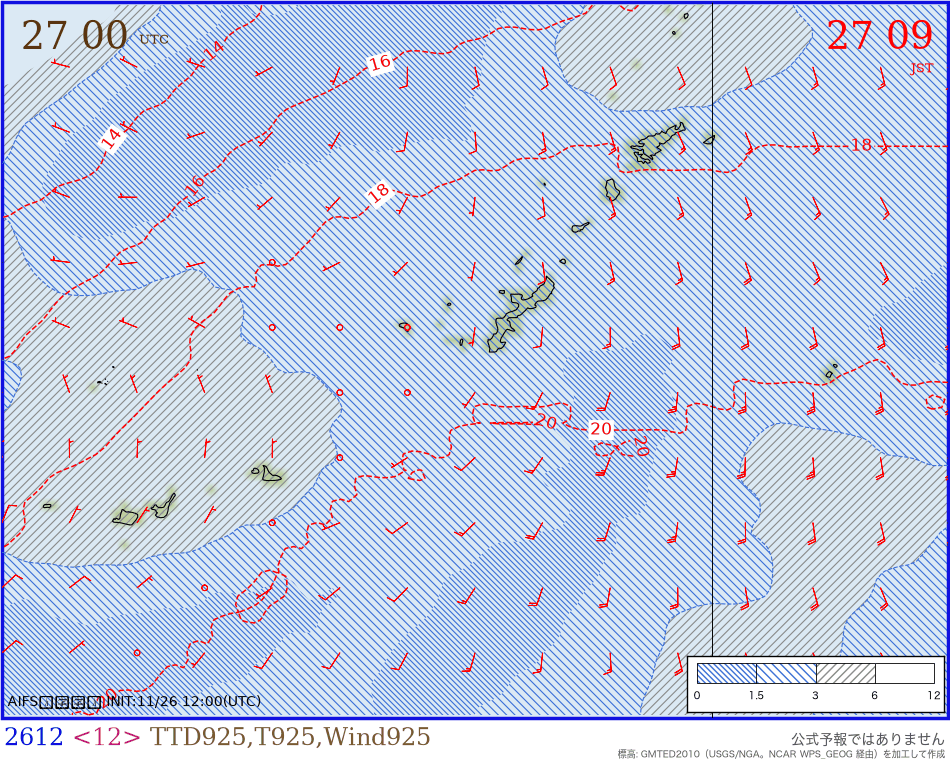 27 00 UTC
27 09
JST
14
16
14
16
18
18
20
20
20
AIFS INIT:11/26 12:00(UTC)
0 1.5 3 6 12
2612 <12> TTD925,T925,Wind925
公式予報ではありません
標高: GMTED2010（USGS/NGA。NCAR WPS_GEOG 経由）を加工して作成